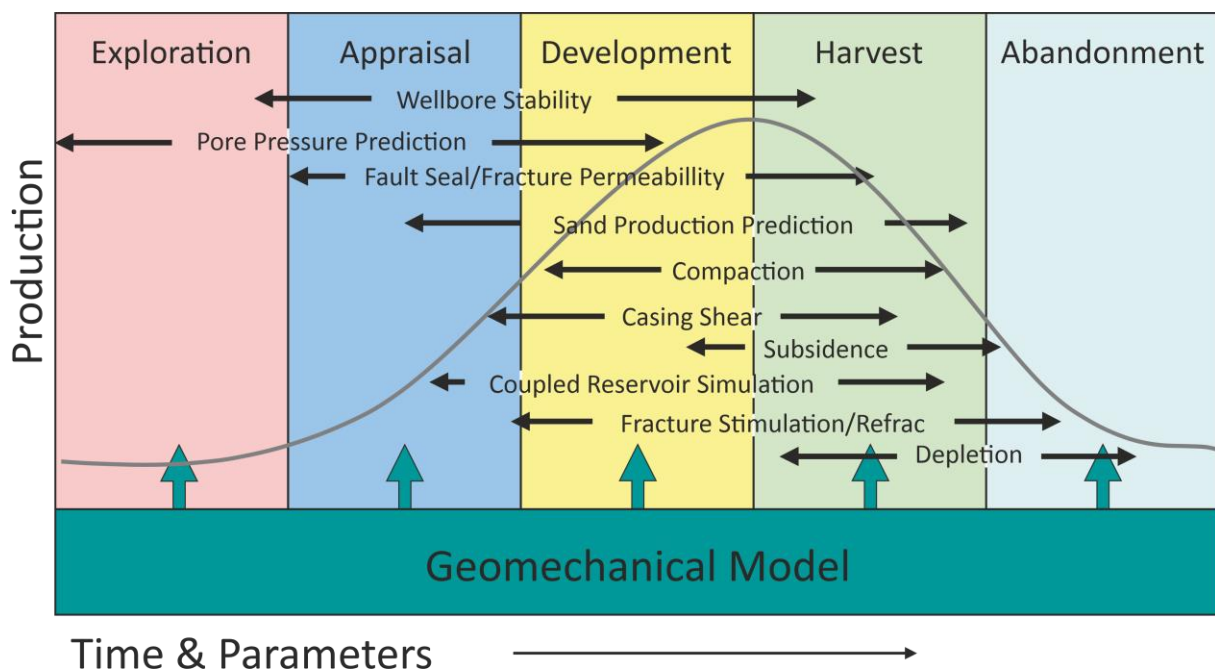 Exploration
Appraisal
Development
Harvest
Abandonment
Wellbore Stability
Pore Pressure Prediction
Fault Seal/Fracture Permeabillity
Sand Production Prediction
Compaction
Casing Shear
Subsidence
Coupled Reservoir Simulation
Fracture Stimulation/Refrac
Depletion
Production
Geomechanical Model
Time & Parameters